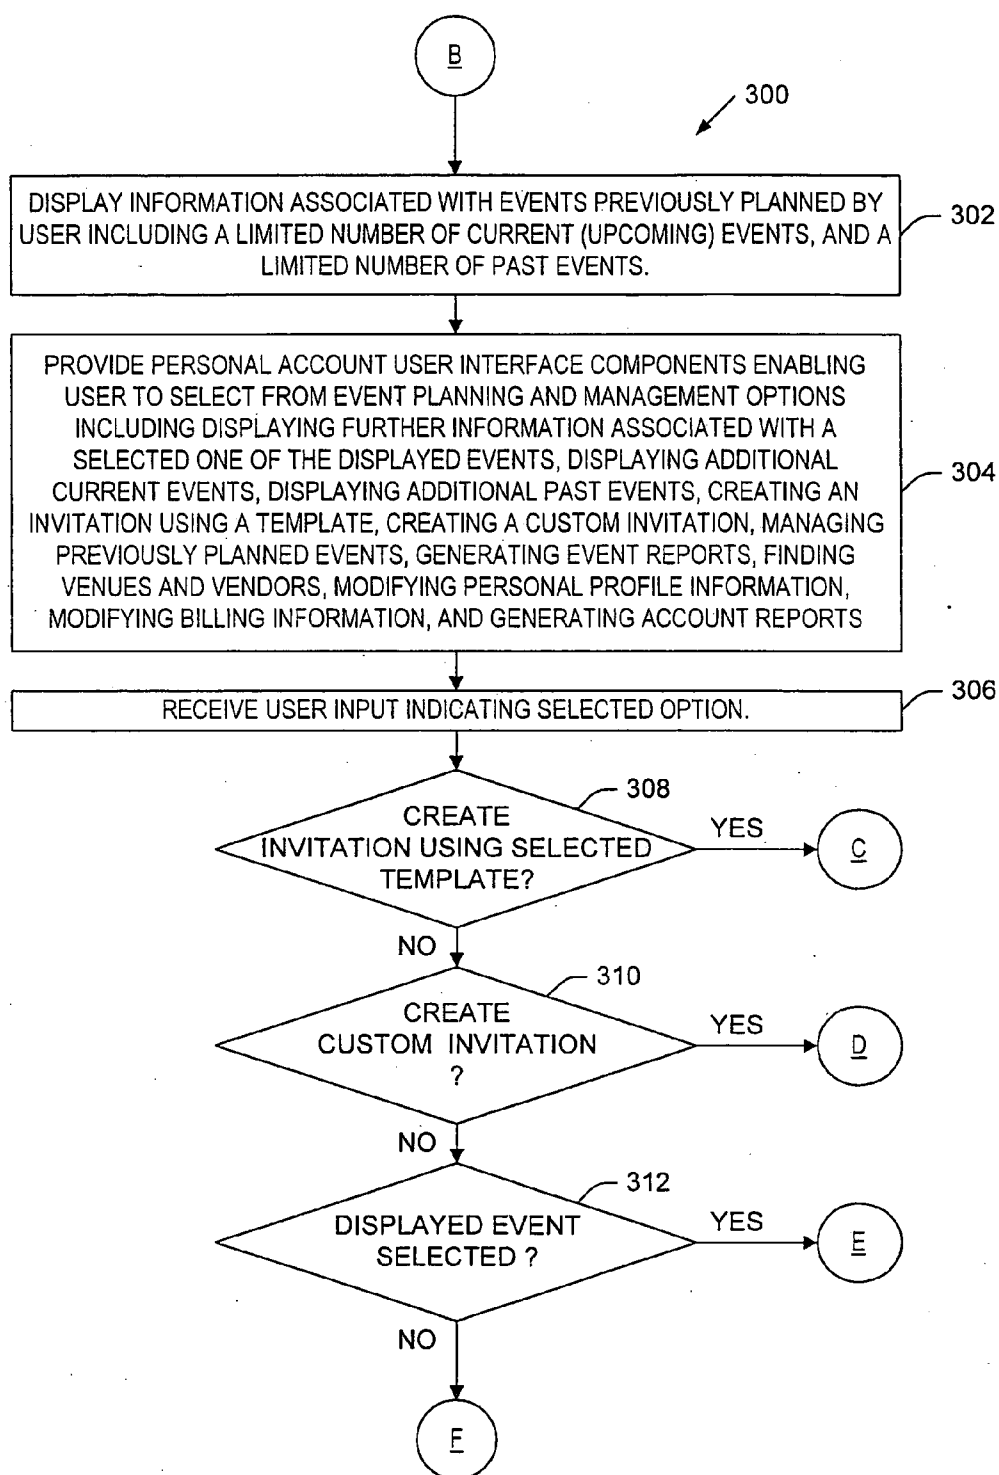 B
300
DISPLAY INFORMATION ASSOCIATED WITH EVENTS PREVIOUSLY PLANNED BY
USER INCLUDING A LIMITED NUMBER OF CURRENT (UPCOMING) EVENTS, AND A
LIMITED NUMBER OF PAST EVENTS.
302
PROVIDE PERSONAL ACCOUNT USER INTERFACE COMPONENTS ENABLING
USER TO SELECT FROM EVENT PLANNING AND MANAGEMENT OPTIONS
INCLUDING DISPLAYING FURTHER INFORMATION ASSOCIATED WITH A
SELECTED ONE OF THE DISPLAYED EVENTS, DISPLAYING ADDITIONAL
CURRENT EVENTS, DISPLAYING ADDITIONAL PAST EVENTS, CREATING AN
INVITATION USING A TEMPLATE, CREATING A CUSTOM INVITATION, MANAGING
PREVIOUSLY PLANNED EVENTS, GENERATING EVENT REPORTS, FINDING
VENUES AND VENDORS, MODIFYING PERSONAL PROFILE INFORMATION,
MODIFYING BILLING INFORMATION, AND GENERATING ACCOUNT REPORTS
304
RECEIVE USER INPUT INDICATING SELECTED OPTION.
306
308
CREATE
INVITATION USING SELECTED
TEMPLATE?
YES
C
NO
310
CREATE
CUSTOM INVITATION
?
YES
D
NO
312
DISPLAYED EVENT
SELECTED ?
YES
E
NO
F